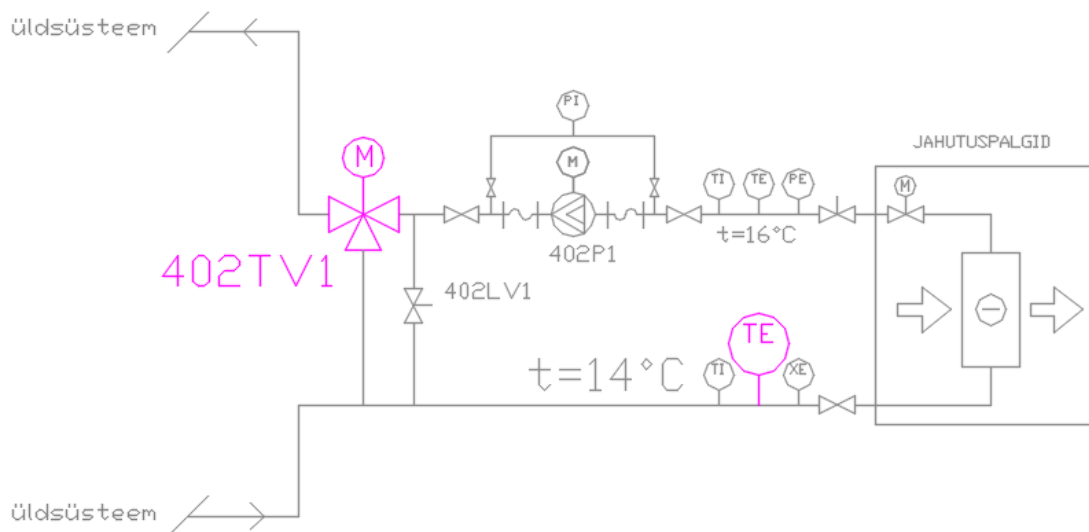 üldsüsteem
PI
JAHUTUSPALGID
M
M
TI
TE
PE
M
t=16°C
402P1
402TV1
402LV1
TE
t=14°C
TI
XE
üldsüsteem